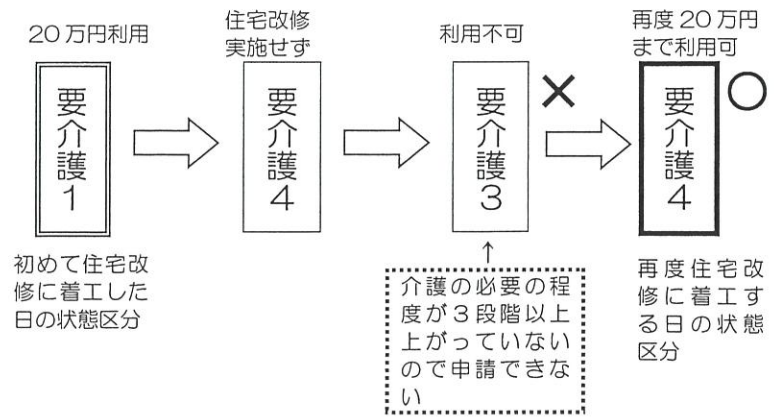 20万円利用
住宅改修
実施せず
利用不可
再度20万円
まで利用可
要介護1
要介護4
要介護3
×
要介護4
○
初めて住宅改
修に着工した
日の状態区分
↑
介護の必要の程
度が3段階以上
上がっていない
ので申請できな
い
再度住宅改
修に着工す
る日の状態
区分